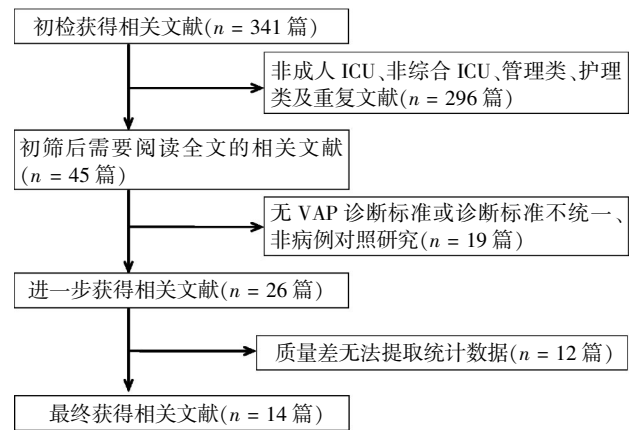 初检获得相关文献(n = 341 篇)
非成人 ICU、非综合 ICU、管理类、护理
类及重复文献(n = 296 篇)
初筛后需要阅读全文的相关文献
(n = 45 篇)
无 VAP 诊断标准或诊断标准不统一、
非病例对照研究(n = 19 篇)
进一步获得相关文献(n = 26 篇)
质量差无法提取统计数据(n = 12 篇)
最终获得相关文献(n = 14 篇)